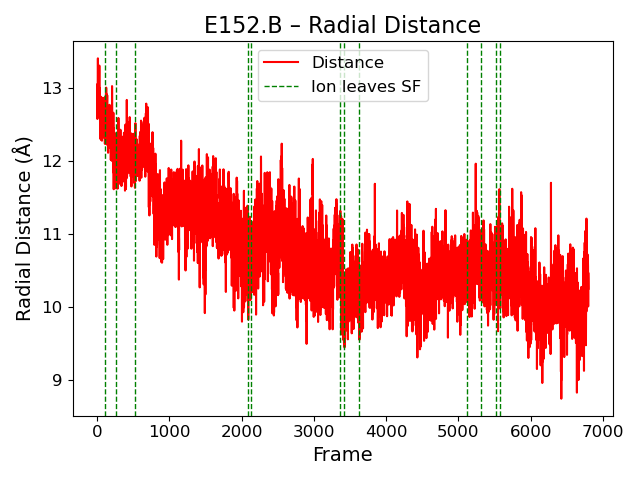 E152.B – Radial Distance
Distance
Ion leaves SF
Radial Distance (Å)
13
12
11
10
9
0 1000 2000 3000 4000 5000 6000 7000
Frame